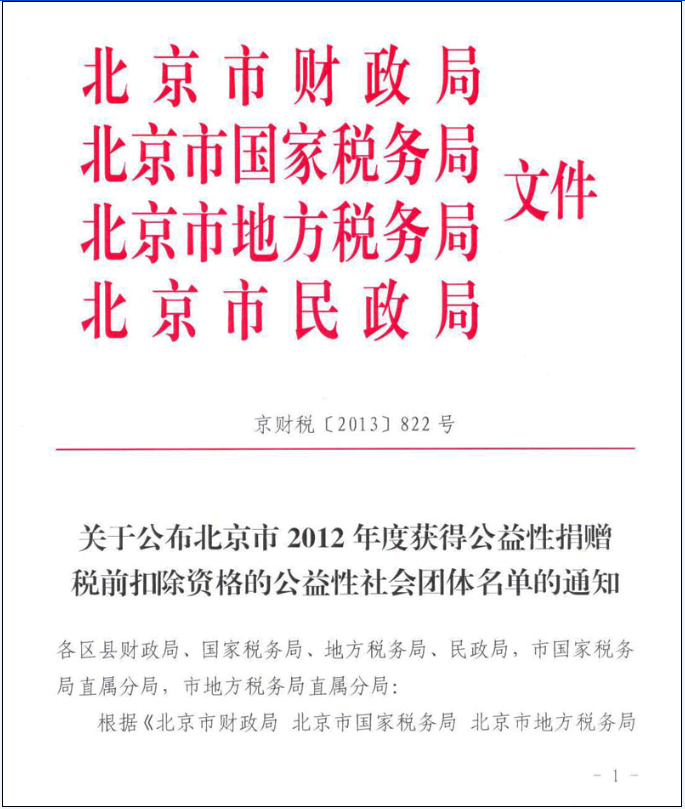 北京市财政局
北京市国家税务局
北京市地方税务局
北京市民政局
文件
京财税〔2013〕822 号
关于公布北京市 2012 年度获得公益性捐赠
税前扣除资格的公益性社会团体名单的通知
各区县财政局、国家税务局、地方税务局、民政局，市国家税务
局直属分局，市地方税务局直属分局：
根据《北京市财政局 北京市国家税务局 北京市地方税务局
- 1 -